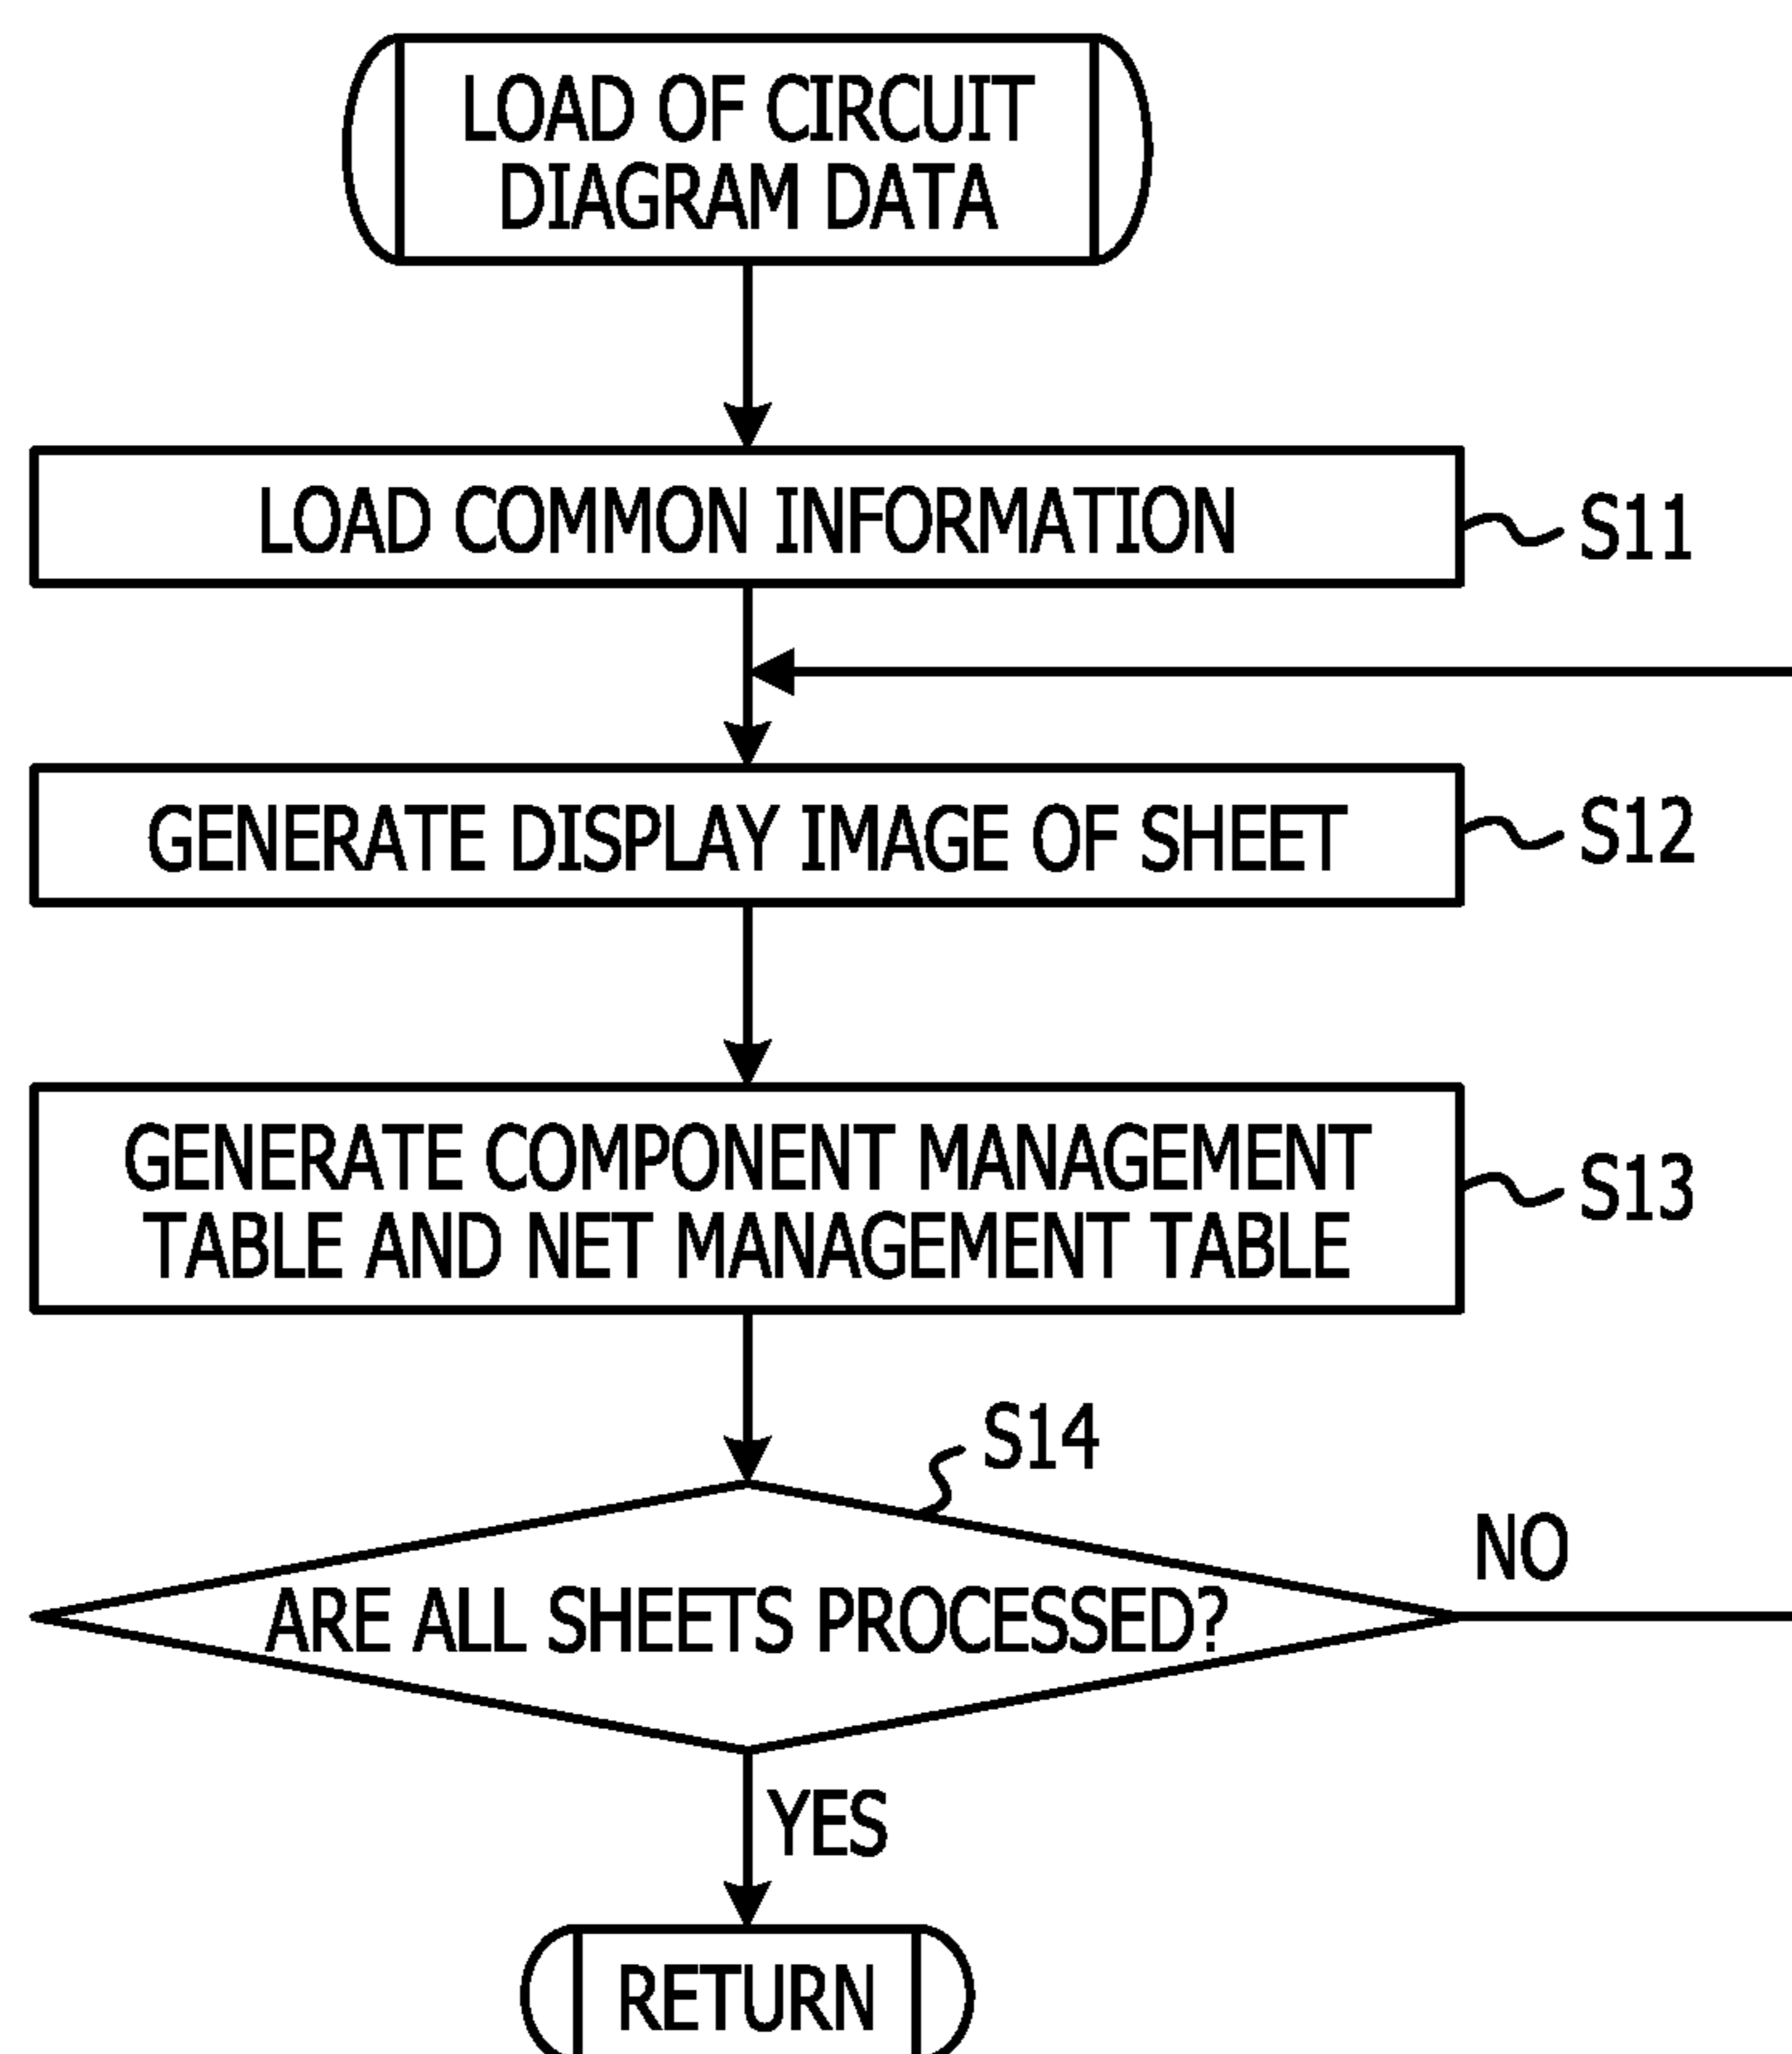 LOAD OF CIRCUIT
DIAGRAM DATA
LOAD COMMON INFORMATION
S11
GENERATE DISPLAY IMAGE OF SHEET
S12
GENERATE COMPONENT MANAGEMENT
TABLE AND NET MANAGEMENT TABLE
S13
S14
ARE ALL SHEETS PROCESSED?
NO
YES
RETURN